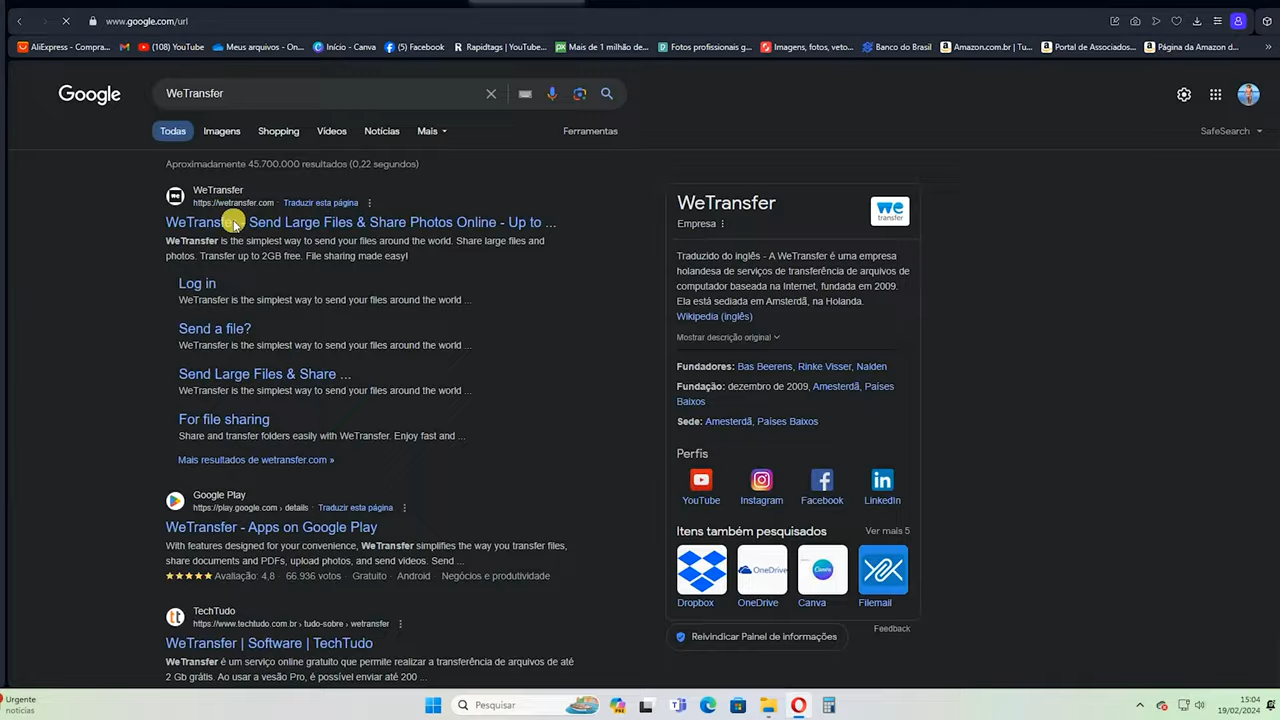 www.google.com/url
AliExpress - Compra...
(108) YouTube
Meus arquivos - On...
Início - Canva
(5) Facebook
Rapidtags | YouTube...
Mais de 1 milhão de...
Fotos profissionais g...
Imagens, fotos, veto...
Banco do Brasil
Amazon.com.br | Tu...
Portal de Associados...
Página da Amazon d...
»
Google
WeTransfer
Todas
Imagens
Shopping
Vídeos
Notícias
Mais
Ferramentas
SafeSearch
Aproximadamente 45.700.000 resultados (0,22 segundos)
WeTransfer
https://wetransfer.com
Traduzir esta página
Send Large Files & Share Photos Online - Up to ...
WeTransfer is the simplest way to send your files around the world. Share large files and
photos. Transfer up to 2GB free. File sharing made easy!
Log in
WeTransfer is the simplest way to send your files around the world ...
Send a file?
WeTransfer is the simplest way to send your files around the world ...
Send Large Files & Share ...
WeTransfer is the simplest way to send your files around the world ...
For file sharing
Share and transfer folders easily with WeTransfer. Enjoy fast and ...
Mais resultados de wetransfer.com »
Google Play
https://play.google.com › details
Traduzir esta página
WeTransfer - Apps on Google Play
With features designed for your convenience, WeTransfer simplifies the way you transfer files,
share documents and PDFs, upload photos, and send videos. Send ...
Avaliação: 4,8
66.936 votos
Gratuito
Android
Negócios e produtividade
TechTudo
https://www.techtudo.com.br › tudo-sobre › wetransfer
WeTransfer | Software | TechTudo
WeTransfer é um serviço online gratuito que permite realizar a transferência de arquivos de até
2 Gb grátis. Ao usar a vesão Pro, é possível enviar até 200 ...
WeTransfer
Empresa
we
transfer
Traduzido do inglês - A WeTransfer é uma empresa
holandesa de serviços de transferência de arquivos de
computador baseada na Internet, fundada em 2009.
Ela está sediada em Amsterdã, na Holanda.
Wikipedia (inglês)
Mostrar descrição original
Fundadores: Bas Beerens, Rinke Visser, Nalden
Fundação: dezembro de 2009, Amesterdã, Países
Baixos
Sede: Amesterdã, Países Baixos
Perfis
YouTube
Instagram
Facebook
LinkedIn
Itens também pesquisados
Ver mais 5
OneDrive
Canva
Dropbox
OneDrive
Canva
Filemail
Feedback
Reivindicar Painel de informações
Urgente
notícias
Pesquisar
15:04
19/02/2024